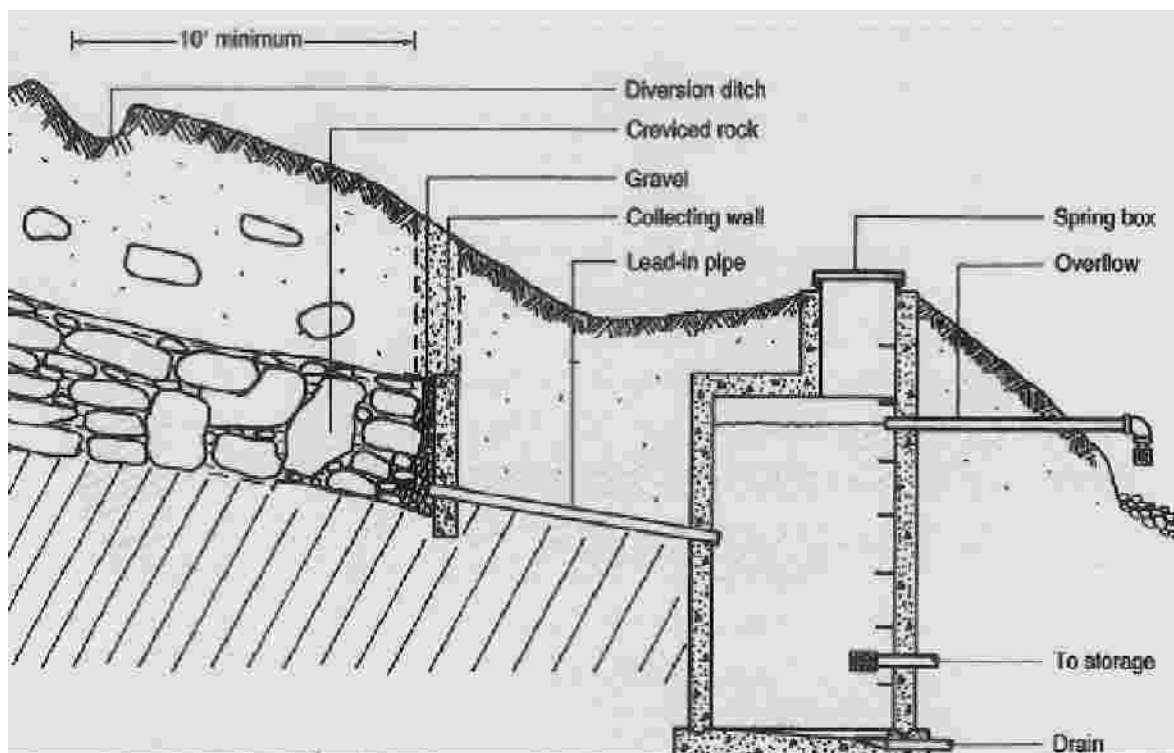 10' minimum
Diversion ditch
Creviced rock
Gravel
Collecting wall
Lead-in pipe
Spring box
Overflow
To storage
Drain